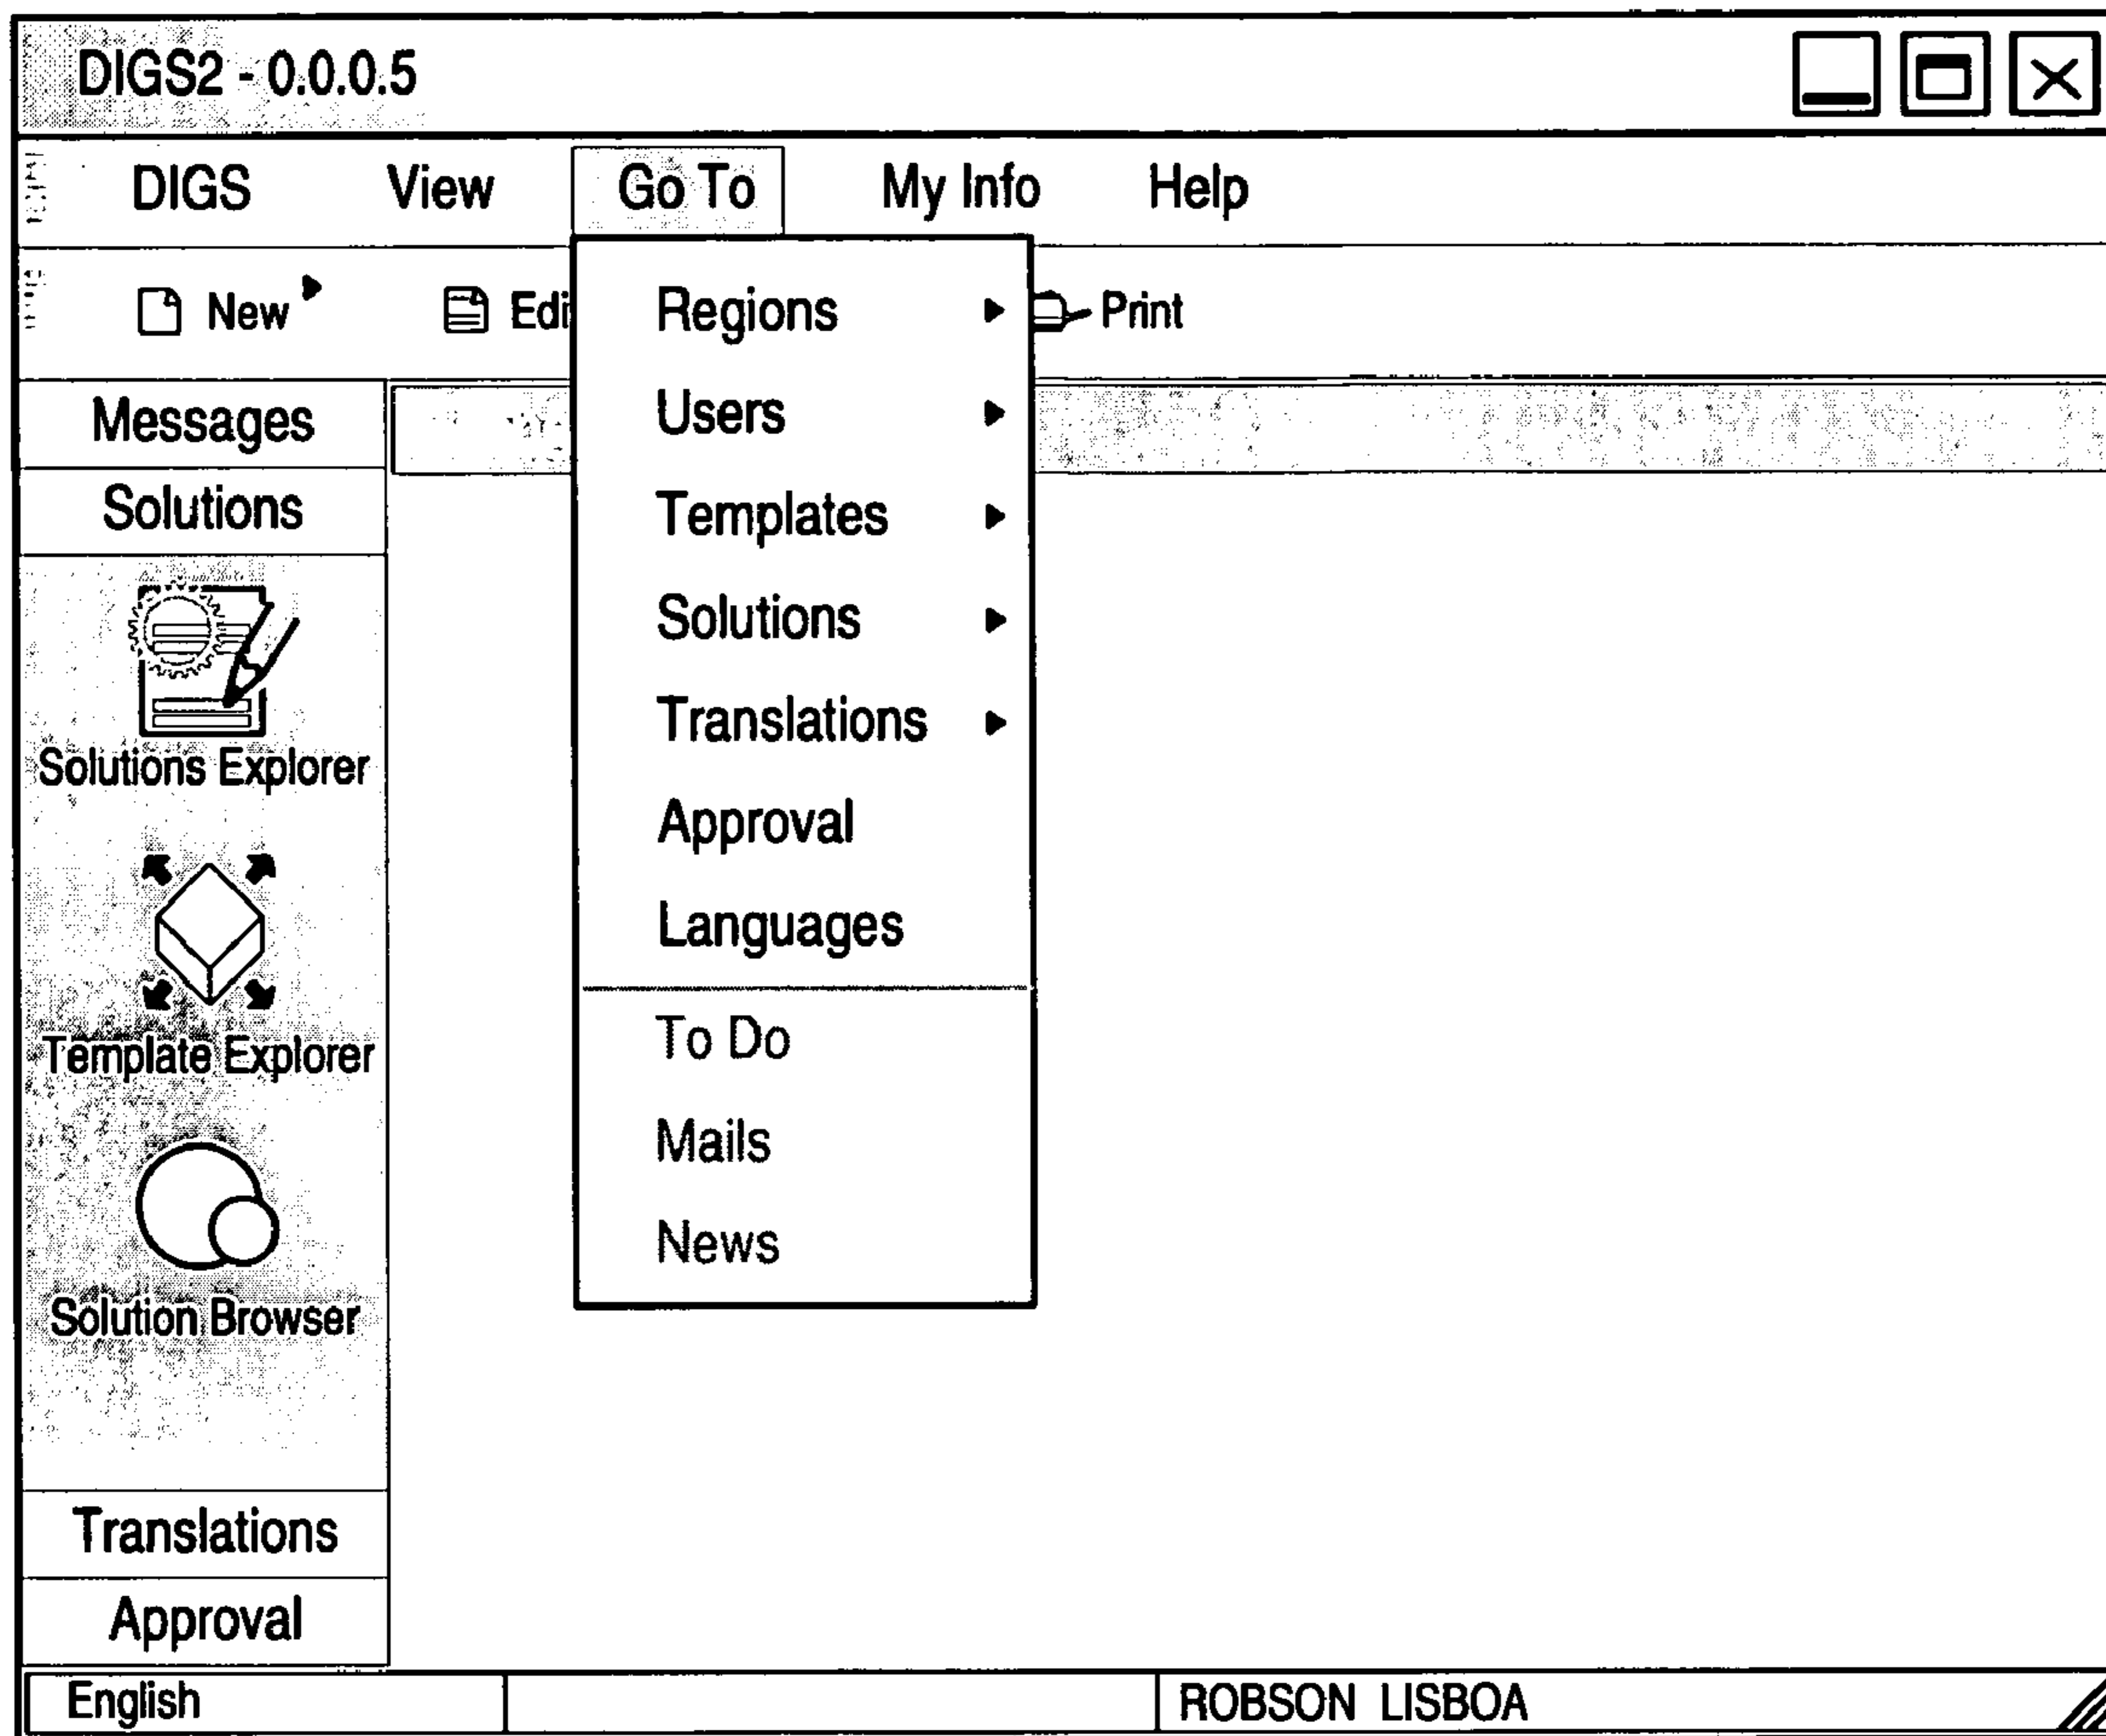 DIGS2 - 0.0.0.5
DIGS View Go To My Info Help
New Edi Print
Messages
Solutions
Solutions Explorer
Template Explorer
Solution Browser
Translations
Approval
Regions
Users
Templates
Solutions
Translations
Approval
Languages
To Do
Mails
News
English ROBSON LISBOA